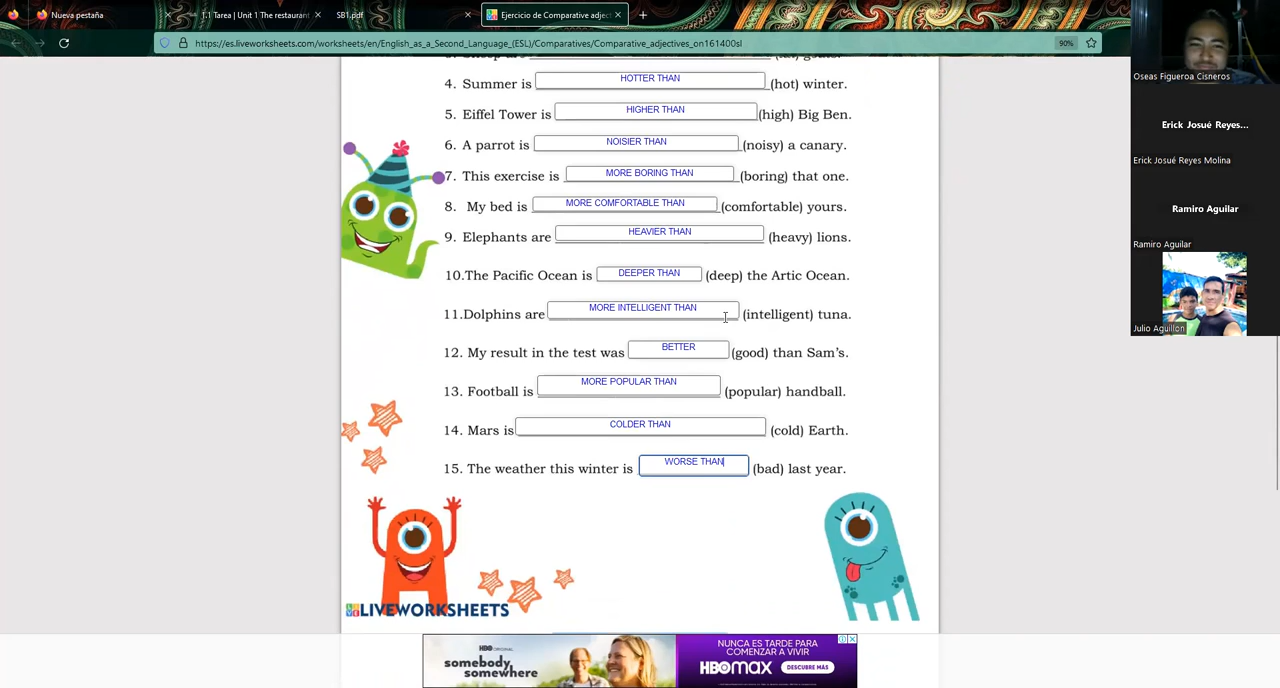 Nueva pestaña
1.1 Tarea | Unit 1 The restaurant
SB1.pdf
Ejercicio de Comparative adject
https://es.liveworksheets.com/worksheets/en/English_as_a_Second_Language_(ESL)/Comparatives/Comparative_adjectives_on161400sl
90%
4. Summer is HOTTER THAN (hot) winter.
5. Eiffel Tower is HIGHER THAN (high) Big Ben.
6. A parrot is NOISIER THAN (noisy) a canary.
7. This exercise is MORE BORING THAN (boring) that one.
8. My bed is MORE COMFORTABLE THAN (comfortable) yours.
9. Elephants are HEAVIER THAN (heavy) lions.
10.The Pacific Ocean is DEEPER THAN (deep) the Artic Ocean.
11.Dolphins are MORE INTELLIGENT THAN (intelligent) tuna.
12. My result in the test was BETTER (good) than Sam's.
13. Football is MORE POPULAR THAN (popular) handball.
14. Mars is COLDER THAN (cold) Earth.
15. The weather this winter is WORSE THAN (bad) last year.
LIVEWORKSHEETS
HBO ORIGINAL
somebody
somewhere
NUNCA ES TARDE PARA
COMENZAR A VIVIR
HBOMAX
DESCUBRE MÁS
Oseas Figueroa Cisneros
Erick Josué Reyes...
Erick Josué Reyes Molina
Ramiro Aguilar
Ramiro Aguilar
Julio Aguillon